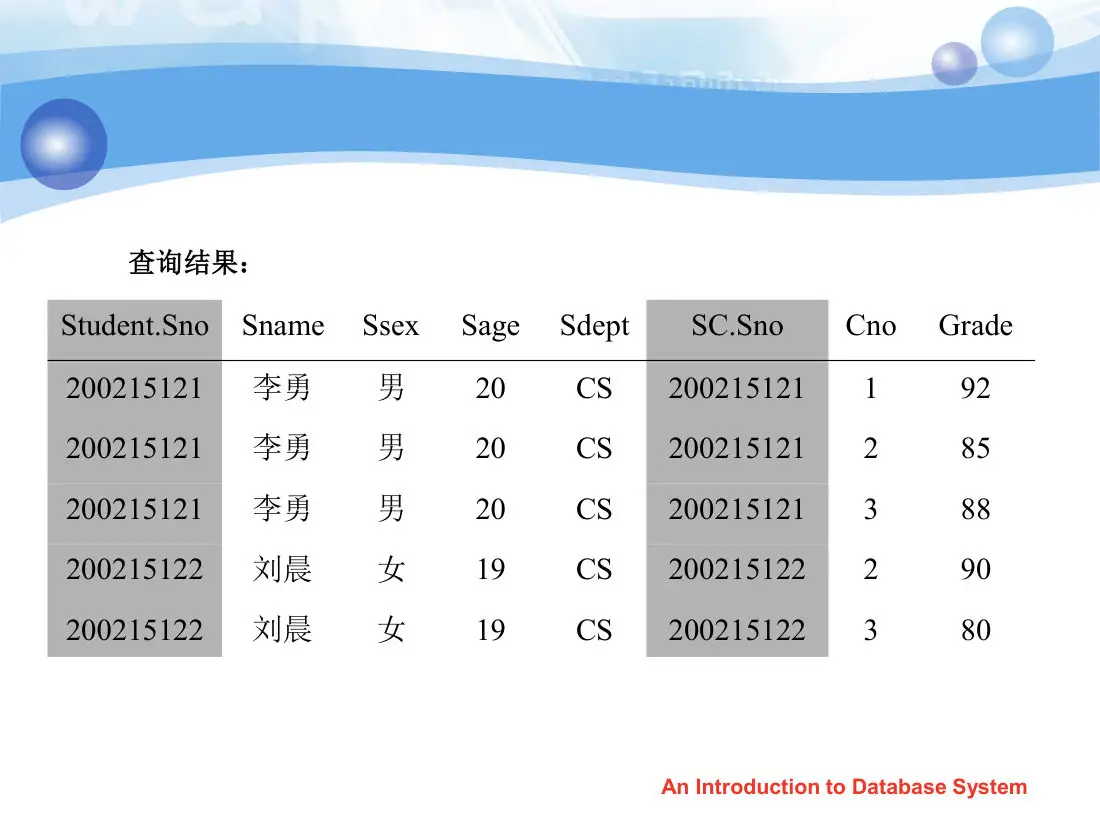 查询结果：
Student.Sno Sname Ssex Sage Sdept SC.Sno Cno Grade
200215121 李勇 男 20 CS 200215121 1 92
200215121 李勇 男 20 CS 200215121 2 85
200215121 李勇 男 20 CS 200215121 3 88
200215122 刘晨 女 19 CS 200215122 2 90
200215122 刘晨 女 19 CS 200215122 3 80
An Introduction to Database System